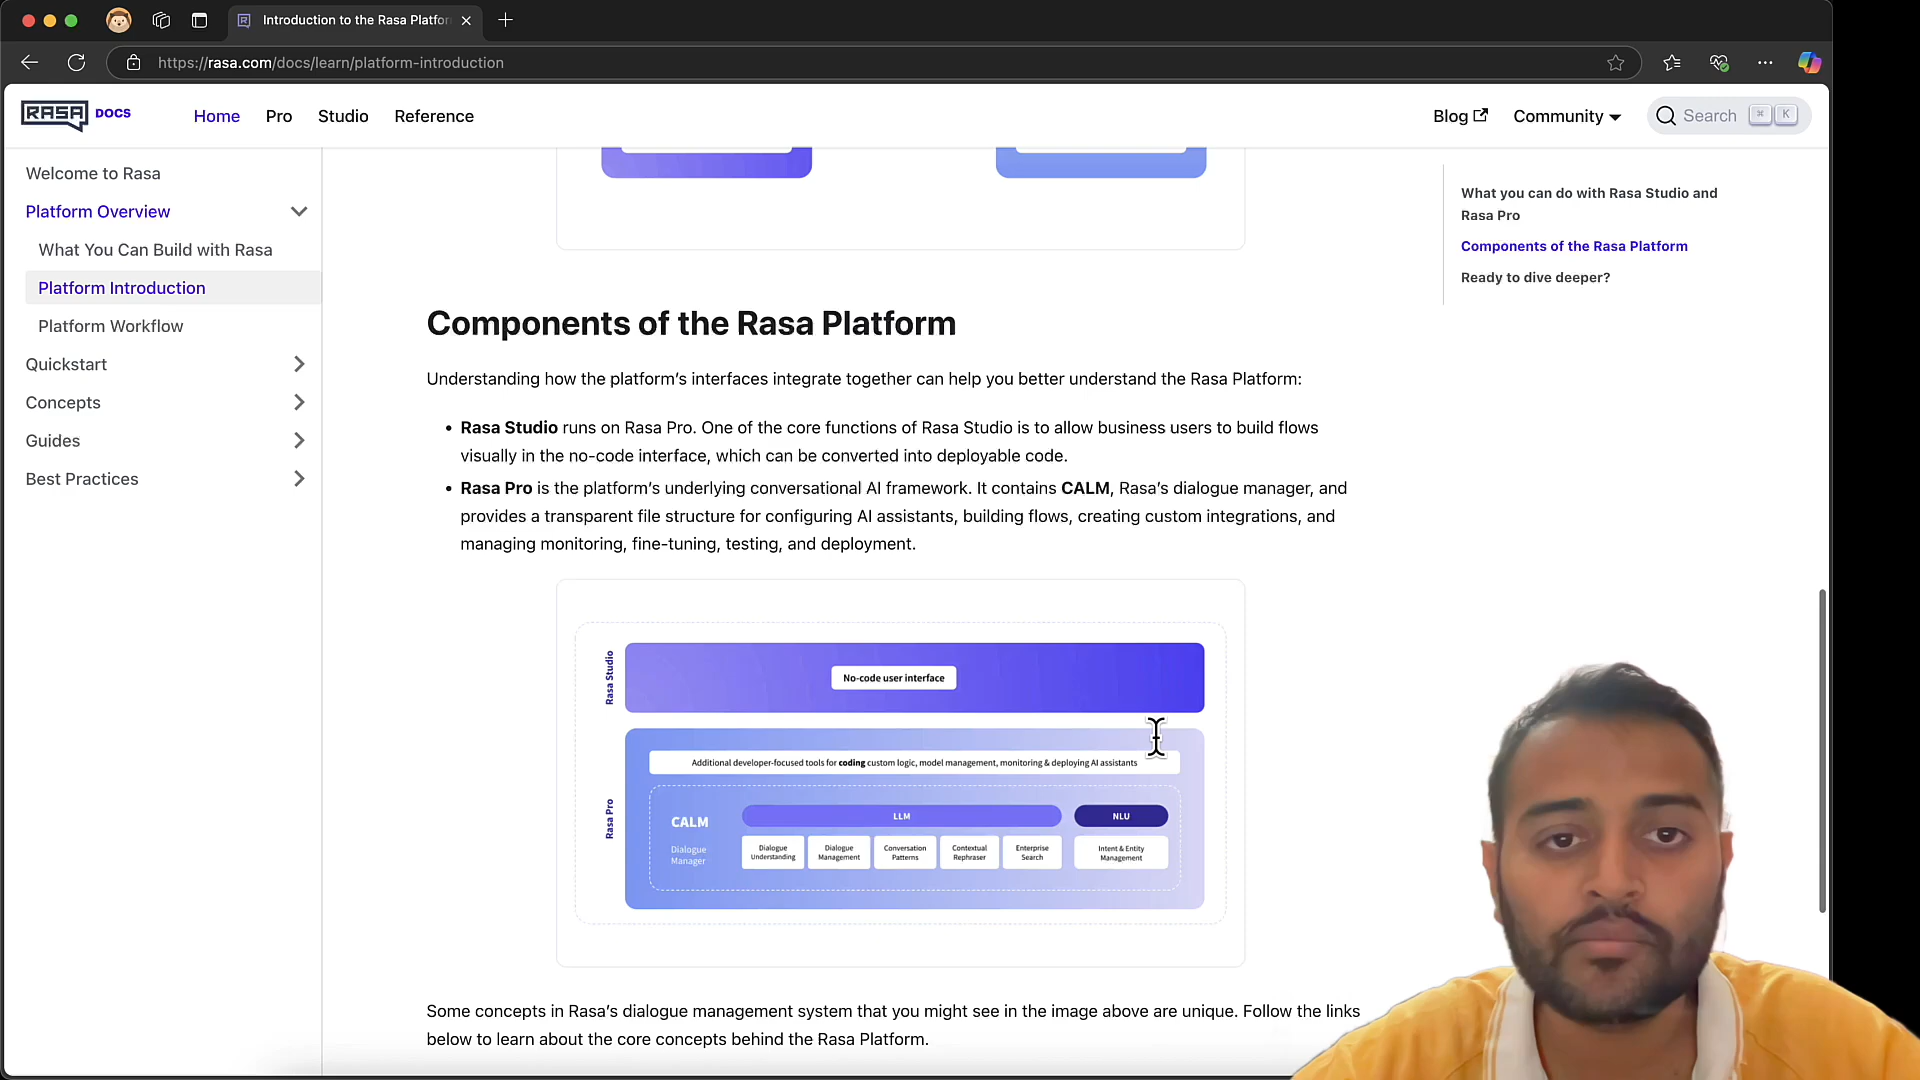 Introduction to the Rasa Platfor
https://rasa.com/docs/learn/platform-introduction
RASA DOCS
Home
Pro
Studio
Reference
Blog
Community
Search
⌘ K
Welcome to Rasa
Platform Overview
What You Can Build with Rasa
Platform Introduction
Platform Workflow
Quickstart
Concepts
Guides
Best Practices
What you can do with Rasa Studio and
Rasa Pro
Components of the Rasa Platform
Ready to dive deeper?
Components of the Rasa Platform
Understanding how the platform’s interfaces integrate together can help you better understand the Rasa Platform:
• Rasa Studio runs on Rasa Pro. One of the core functions of Rasa Studio is to allow business users to build flows
visually in the no-code interface, which can be converted into deployable code.
• Rasa Pro is the platform’s underlying conversational AI framework. It contains CALM, Rasa’s dialogue manager, and
provides a transparent file structure for configuring AI assistants, building flows, creating custom integrations, and
managing monitoring, fine-tuning, testing, and deployment.
Rasa Studio
No-code user interface
Rasa Pro
Additional developer-focused tools for coding custom logic, model management, monitoring & deploying AI assistants
CALM
Dialogue
Manager
LLM
NLU
Dialogue
Understanding
Dialogue
Management
Conversation
Patterns
Contextual
Rephraser
Enterprise
Search
Intent & Entity
Management
Some concepts in Rasa’s dialogue management system that you might see in the image above are unique. Follow the links
below to learn about the core concepts behind the Rasa Platform.